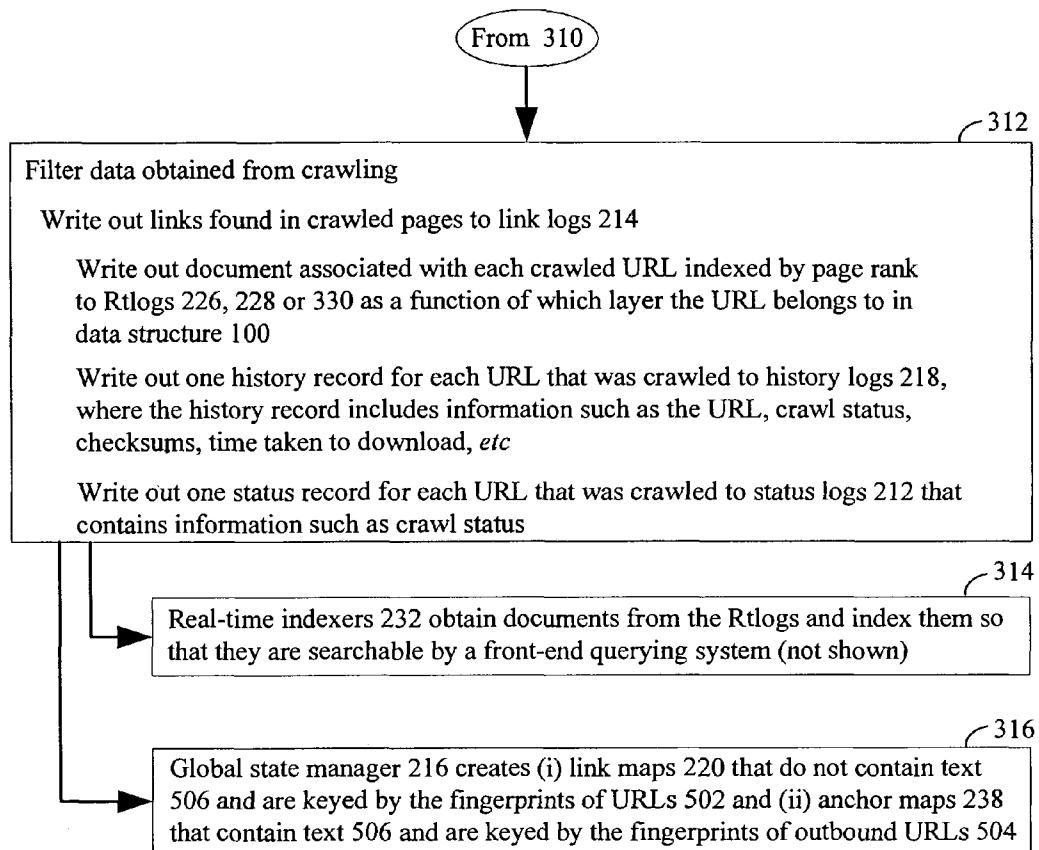 From 310
312
Filter data obtained from crawling
Write out links found in crawled pages to link logs 214
Write out document associated with each crawled URL indexed by page rank
to Rtlogs 226, 228 or 330 as a function of which layer the URL belongs to in
data structure 100
Write out one history record for each URL that was crawled to history logs 218,
where the history record includes information such as the URL, crawl status,
checksums, time taken to download, etc
Write out one status record for each URL that was crawled to status logs 212 that
contains information such as crawl status
314
Real-time indexers 232 obtain documents from the Rtlogs and index them so
that they are searchable by a front-end querying system (not shown)
316
Global state manager 216 creates (i) link maps 220 that do not contain text
506 and are keyed by the fingerprints of URLs 502 and (ii) anchor maps 238
that contain text 506 and are keyed by the fingerprints of outbound URLs 504